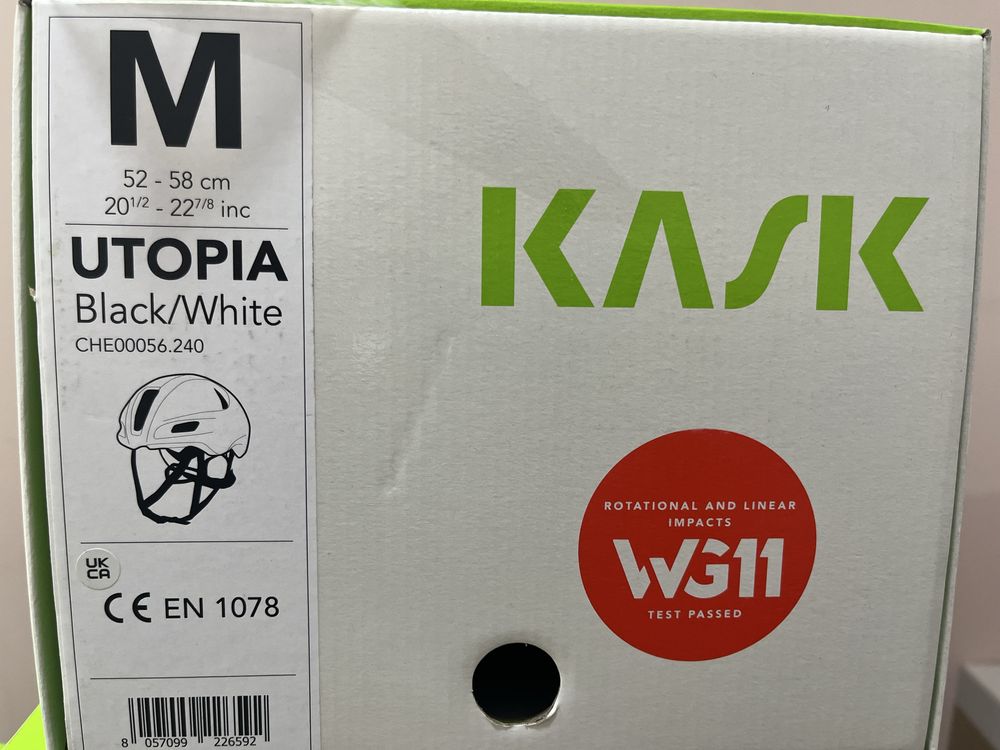 M
52 - 58 cm
20 1/2 - 22 7/8 inc
UTOPIA
Black/White
CHE00056.240
UK
CA
CE EN 1078
8 057099 226592
KASK
ROTATIONAL AND LINEAR
IMPACTS
WG11
TEST PASSED